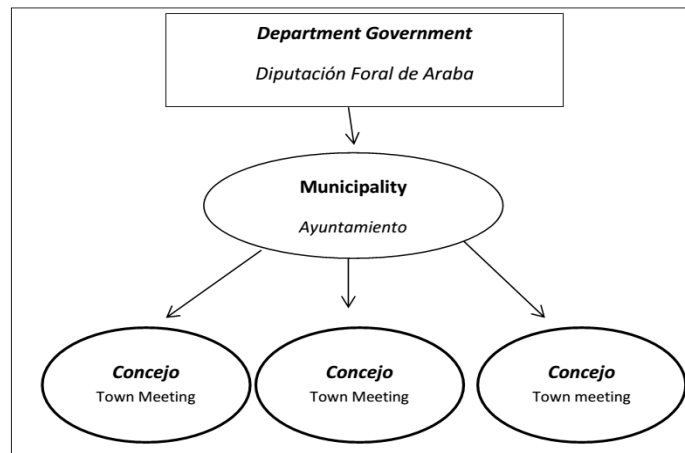 Department Government
Diputación Foral de Araba
Municipality
Ayuntamiento
Concejo
Town Meeting
Concejo
Town Meeting
Concejo
Town meeting